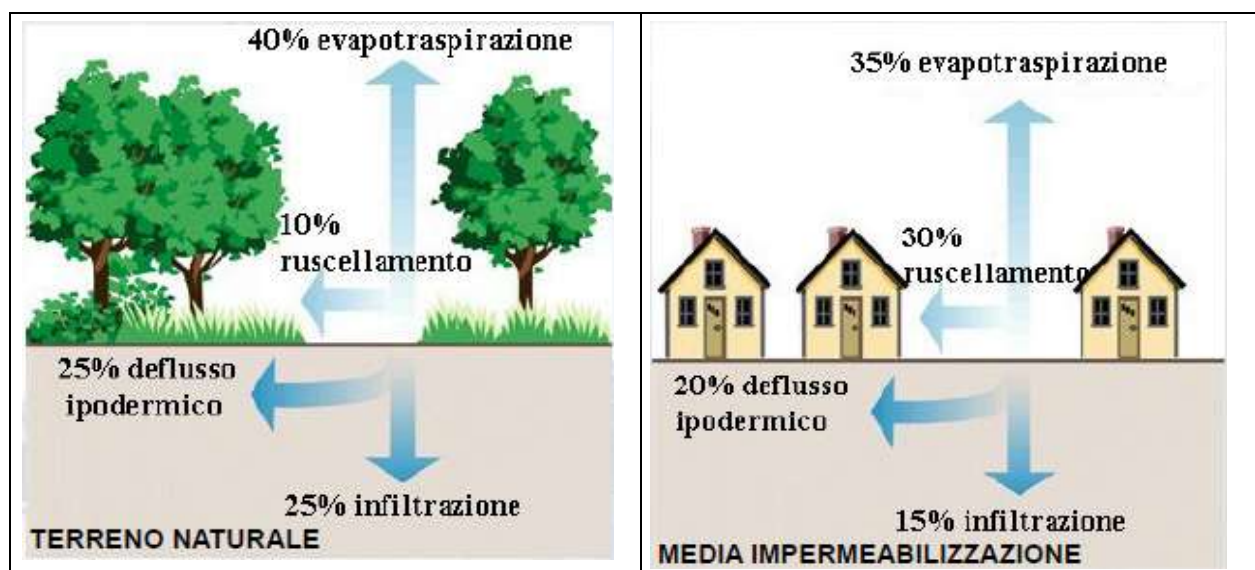 40% evapotraspirazione
10%
ruscellamento
25% deflusso
ipodermico
25% infiltrazione
TERRENO NATURALE
35% evapotraspirazione
30%
ruscellamento
20% deflusso
ipodermico
15% infiltrazione
MEDIA IMPERMEABILIZZAZIONE